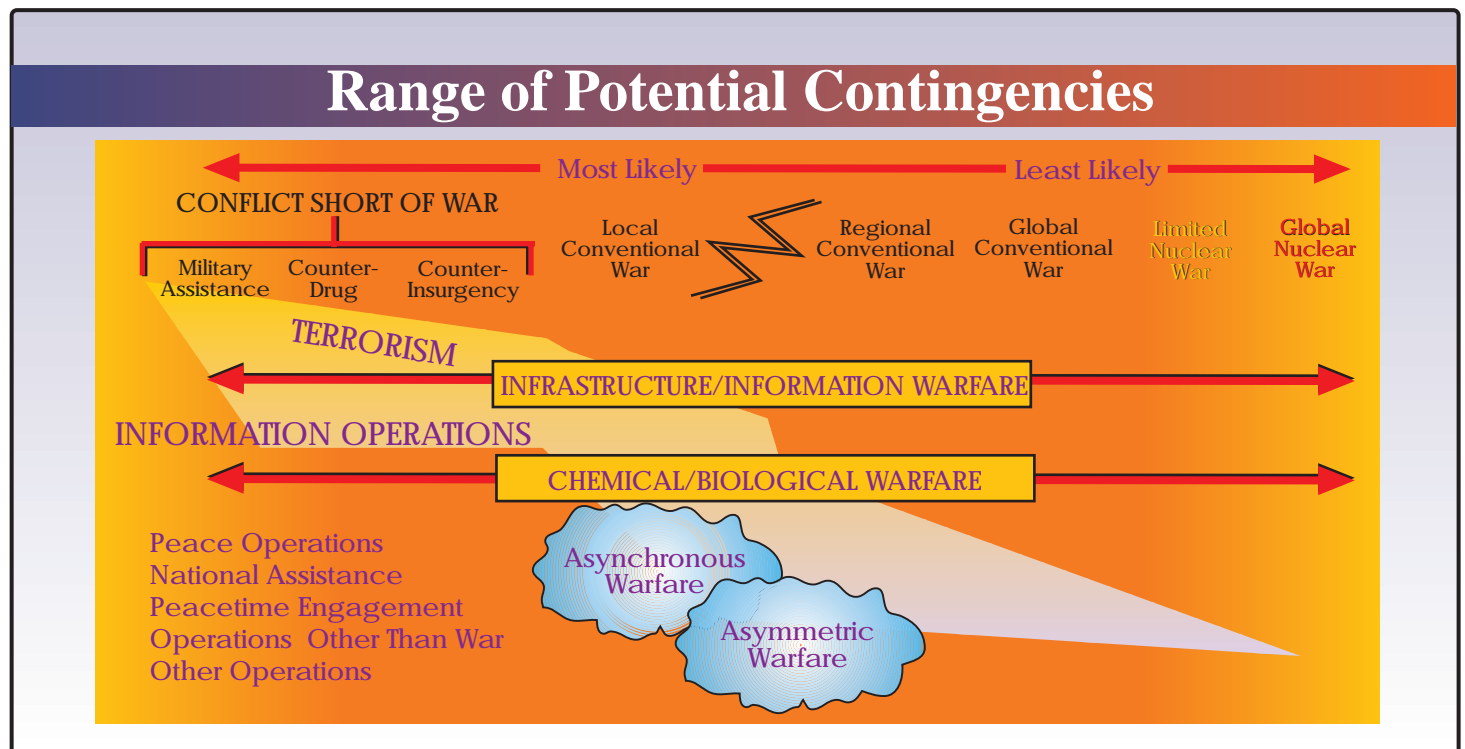 Range of Potential Contingencies
Most Likely
Least Likely
CONFLICT SHORT OF WAR
Military
Assistance
Counter-
Drug
Counter-
Insurgency
Local
Conventional
War
Regional
Conventional
War
Global
Conventional
War
Limited
Nuclear
War
Global
Nuclear
War
TERRORISM
INFRASTRUCTURE/INFORMATION WARFARE
INFORMATION OPERATIONS
CHEMICAL/BIOLOGICAL WARFARE
Peace Operations
National Assistance
Peacetime Engagement
Operations Other Than War
Other Operations
Asynchronous
Warfare
Asymmetric
Warfare